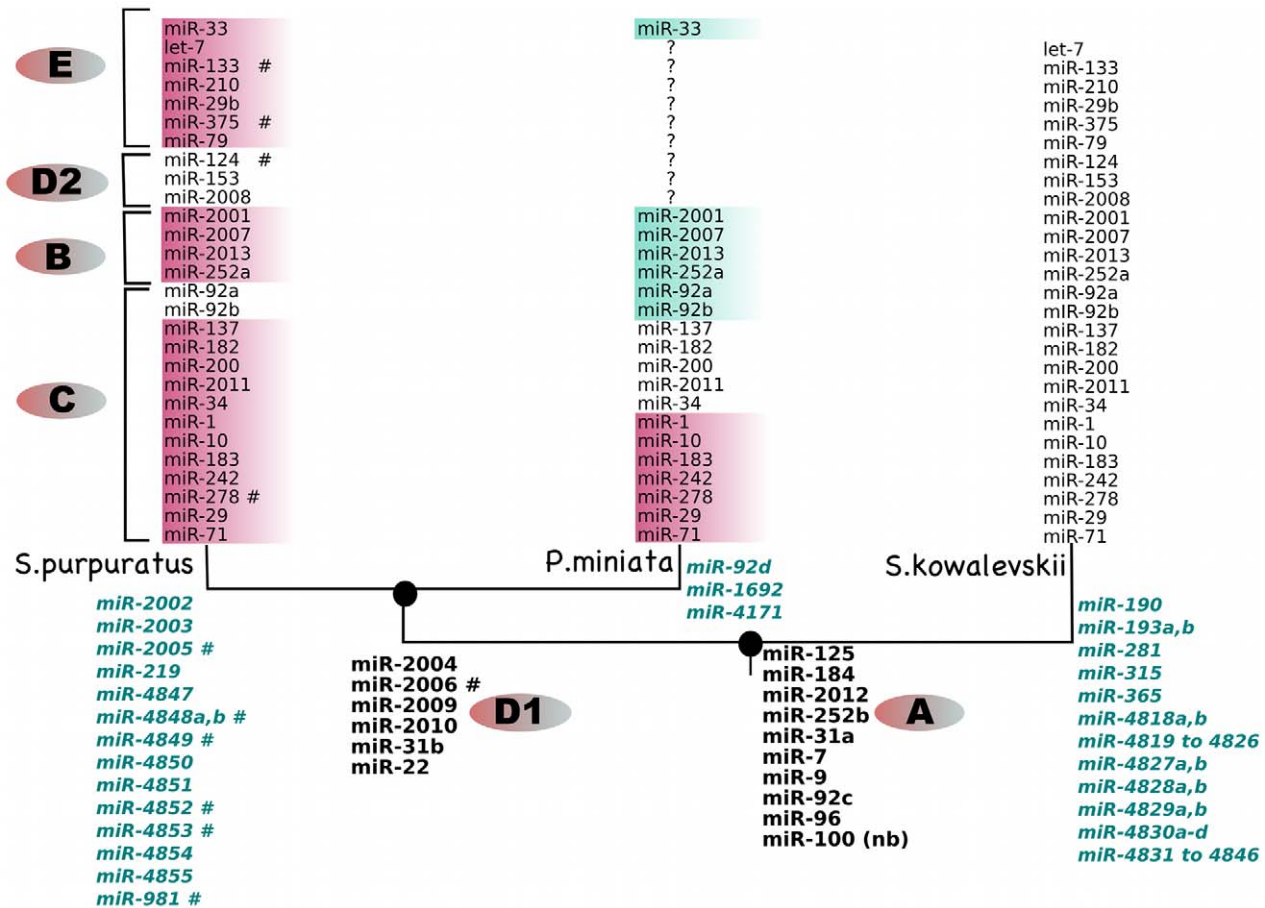 E
miR-33
let-7
miR-133 #
miR-210
miR-29b
miR-375 #
miR-79
D2
miR-124 #
miR-153
miR-2008
B
miR-2001
miR-2007
miR-2013
miR-252a
C
miR-92a
miR-92b
miR-137
miR-182
miR-200
miR-2011
miR-34
miR-1
miR-10
miR-183
miR-242
miR-278 #
miR-29
miR-71
S.purpuratus
miR-2002
miR-2003
miR-2005 #
miR-219
miR-4847
miR-4848a,b #
miR-4849 #
miR-4850
miR-4851
miR-4852 #
miR-4853 #
miR-4854
miR-4855
miR-981 #
miR-33
?
?
?
?
?
?
?
?
?
miR-2001
miR-2007
miR-2013
miR-252a
miR-92a
miR-92b
miR-137
miR-182
miR-200
miR-2011
miR-34
miR-1
miR-10
miR-183
miR-242
miR-278
miR-29
miR-71
P.miniata
miR-92d
miR-1692
miR-4171
let-7
miR-133
miR-210
miR-29b
miR-375
miR-79
miR-124
miR-153
miR-2008
miR-2001
miR-2007
miR-2013
miR-252a
miR-92a
mIR-92b
miR-137
miR-182
miR-200
miR-2011
miR-34
miR-1
miR-10
miR-183
miR-242
miR-278
miR-29
miR-71
S.kowalevskii
miR-190
miR-193a,b
miR-281
miR-315
miR-365
miR-4818a,b
miR-4819 to 4826
miR-4827a,b
miR-4828a,b
miR-4829a,b
miR-4830a-d
miR-4831 to 4846
miR-2004
miR-2006 #
miR-2009
miR-2010
miR-31b
miR-22
D1
miR-125
miR-184
miR-2012
miR-252b
miR-31a
miR-7
miR-9
miR-92c
miR-96
miR-100 (nb)
A